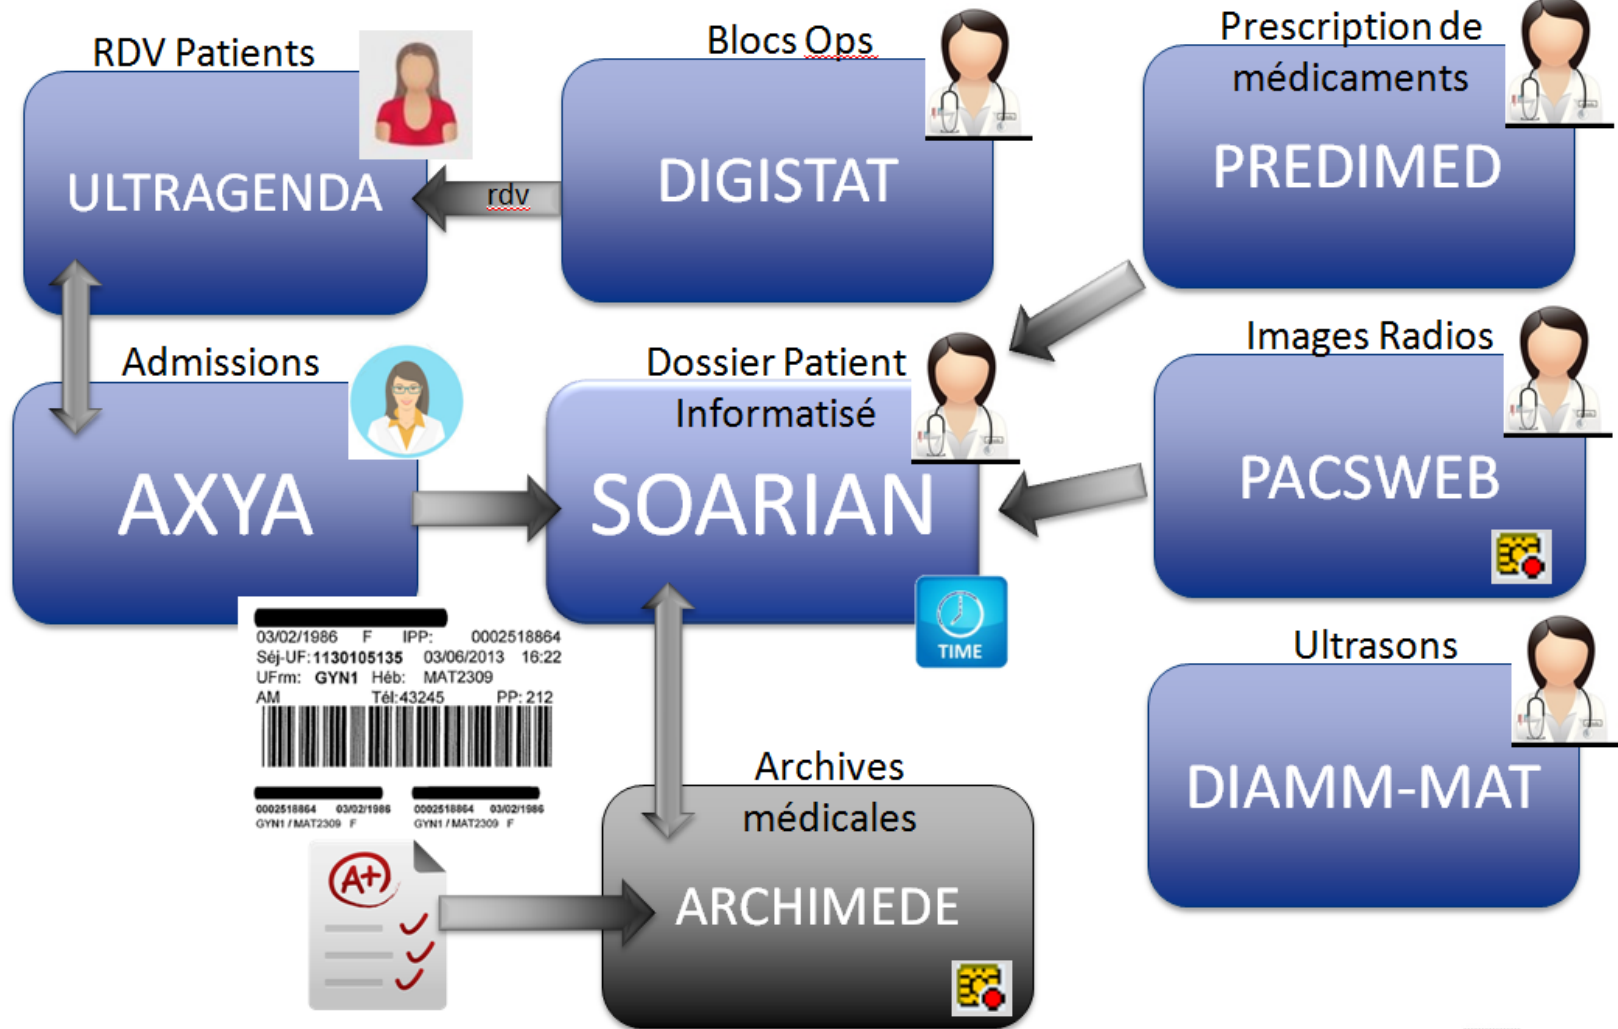 RDV Patients
ULTRAGENDA
rdv
Blocs Ops
DIGISTAT
Prescription de
médicaments
PREDIMED
Admissions
AXYA
Dossier Patient
Informatisé
SOARIAN
TIME
Images Radios
PACSWEB
03/02/1986 F IPP: 0002518864
Séj-UF: 1130105135 03/06/2013 16:22
UFrm: GYN1 Héb: MAT2309
AM Tél:43245 PP: 212
0002518864 03/02/1986
GYN1 / MAT2309 F
0002518864 03/02/1986
GYN1 / MAT2309 F
A+
Archives
médicales
ARCHIMEDE
Ultrasons
DIAMM-MAT